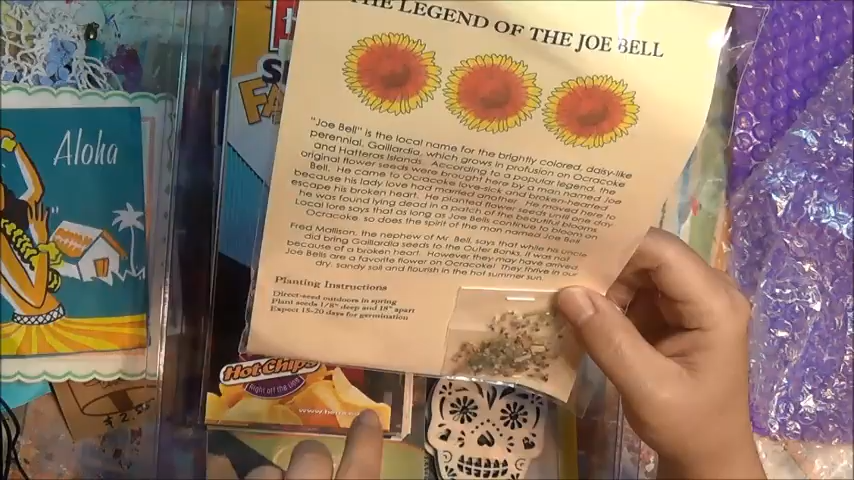 THE LEGEND OF THE JOE BELL
"Joe Bell" is the local name for the brightly colored, daisy-like
perennial, Gaillardia, which grows in profusion on Ocracoke
and Hatteras Islands. According to a popular legend, the
original flower seeds were brought here by a man named Joe
Bell. He came to Ocracoke love-sick and broken-hearted
because his lady love had married another. He moved here to
escape his broken heart. He planted flower seeds until one day
he was found lying dead in a patch of the beautiful blooms.
Local lore says that as long as Joe Bells continue to bloom on
Ocracoke, so does the spirit of the man named Joe Bell.
Fred Mallison, the nephew of Mr. Bell, says that while his uncle
did bring Gaillardia seeds to the Outer Banks, it was not
because of a broken heart. However they thrive in our
Joe Bells are a favorite flower on Ocracoke! They thrive in our
dry, sandy soil and flourish in the hot summer sun.
Planting Instructions
Direct-seed outdoors in spring
Plant seeds 1/8" deep and 18" apart
Expect 15-20 days for germination
Aloha
Hot Chips
Right off the Line